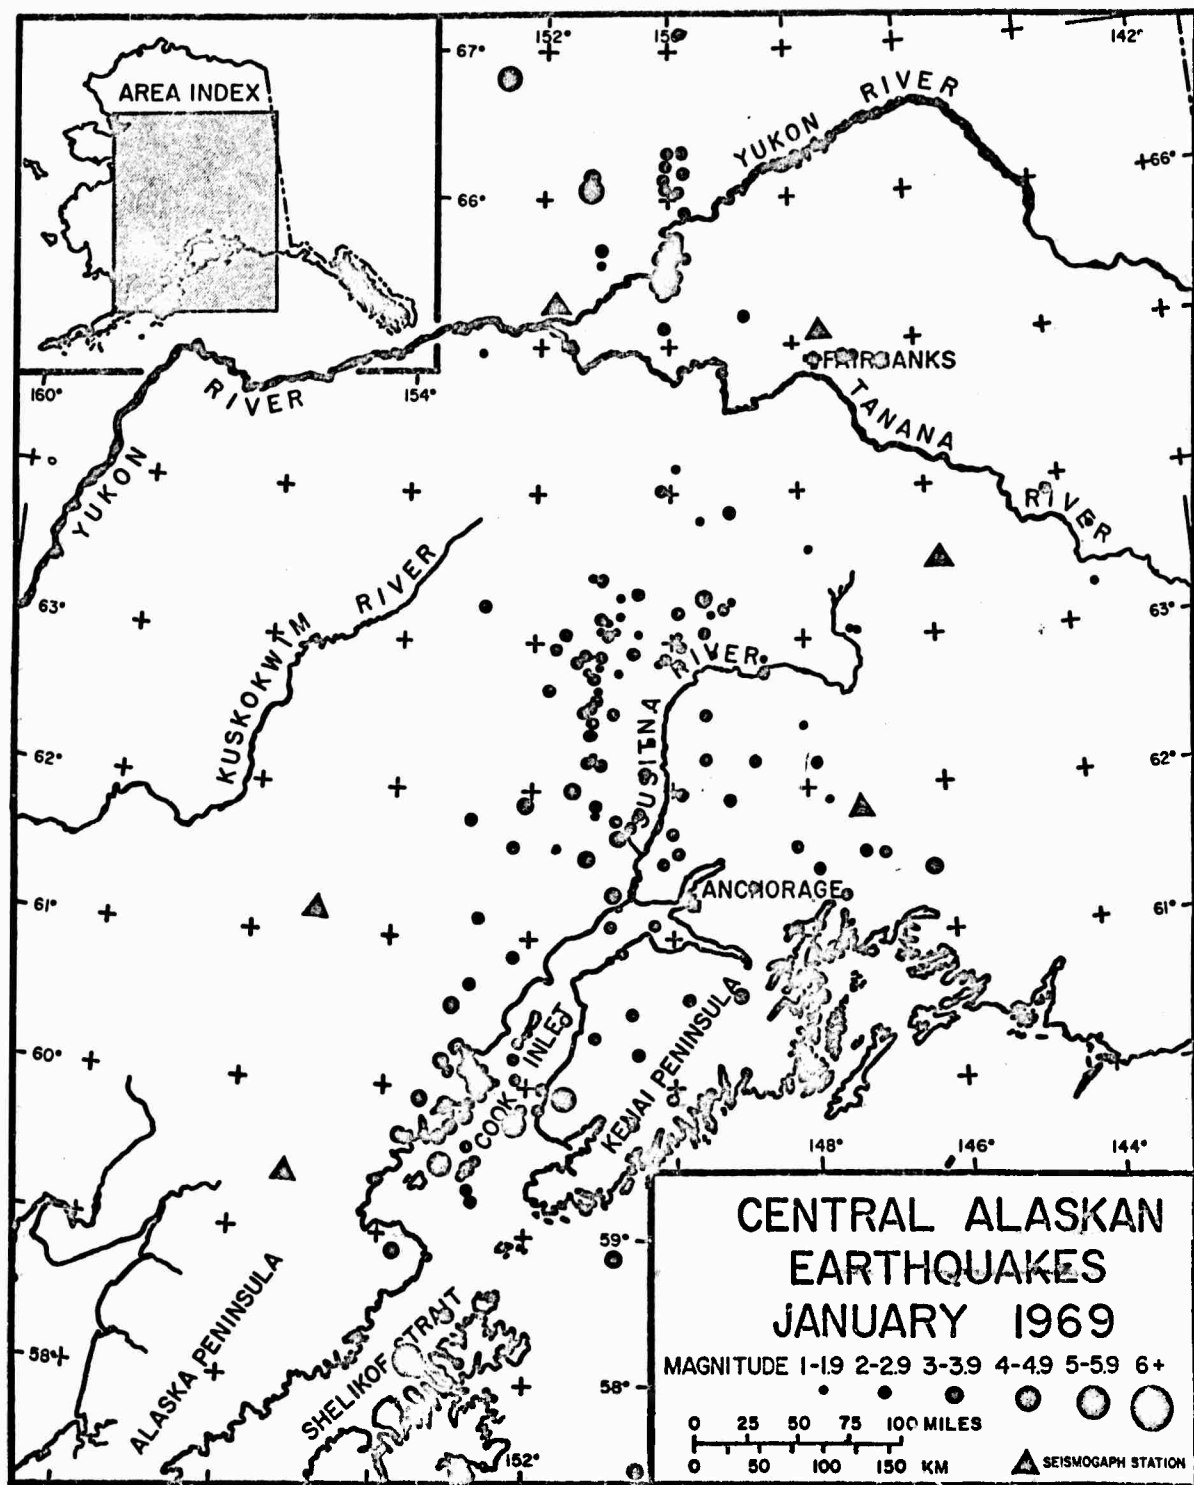 152° 150 142°
67°
AREA INDEX
YUKON RIVER
66°
66°
FAIRBANKS
160° 154°
RIVER
TANANA
YUKON
RIVER
RIVER
63°
63°
KUSKOKWIM
RIVER
SUSITNA
62°
62°
61°
ANCHORAGE
61°
60°
COOK INLET
KENAI PENINSULA
148° 146° 144°
59°
58°
ALASKA PENINSULA
SHELIKOF STRAIT
58°
152°
CENTRAL ALASKAN
EARTHQUAKES
JANUARY 1969
MAGNITUDE 1-1.9 2-2.9 3-3.9 4-4.9 5-5.9 6+
0 25 50 75 100 MILES
0 50 100 150 KM
SEISMOGAPH STATION